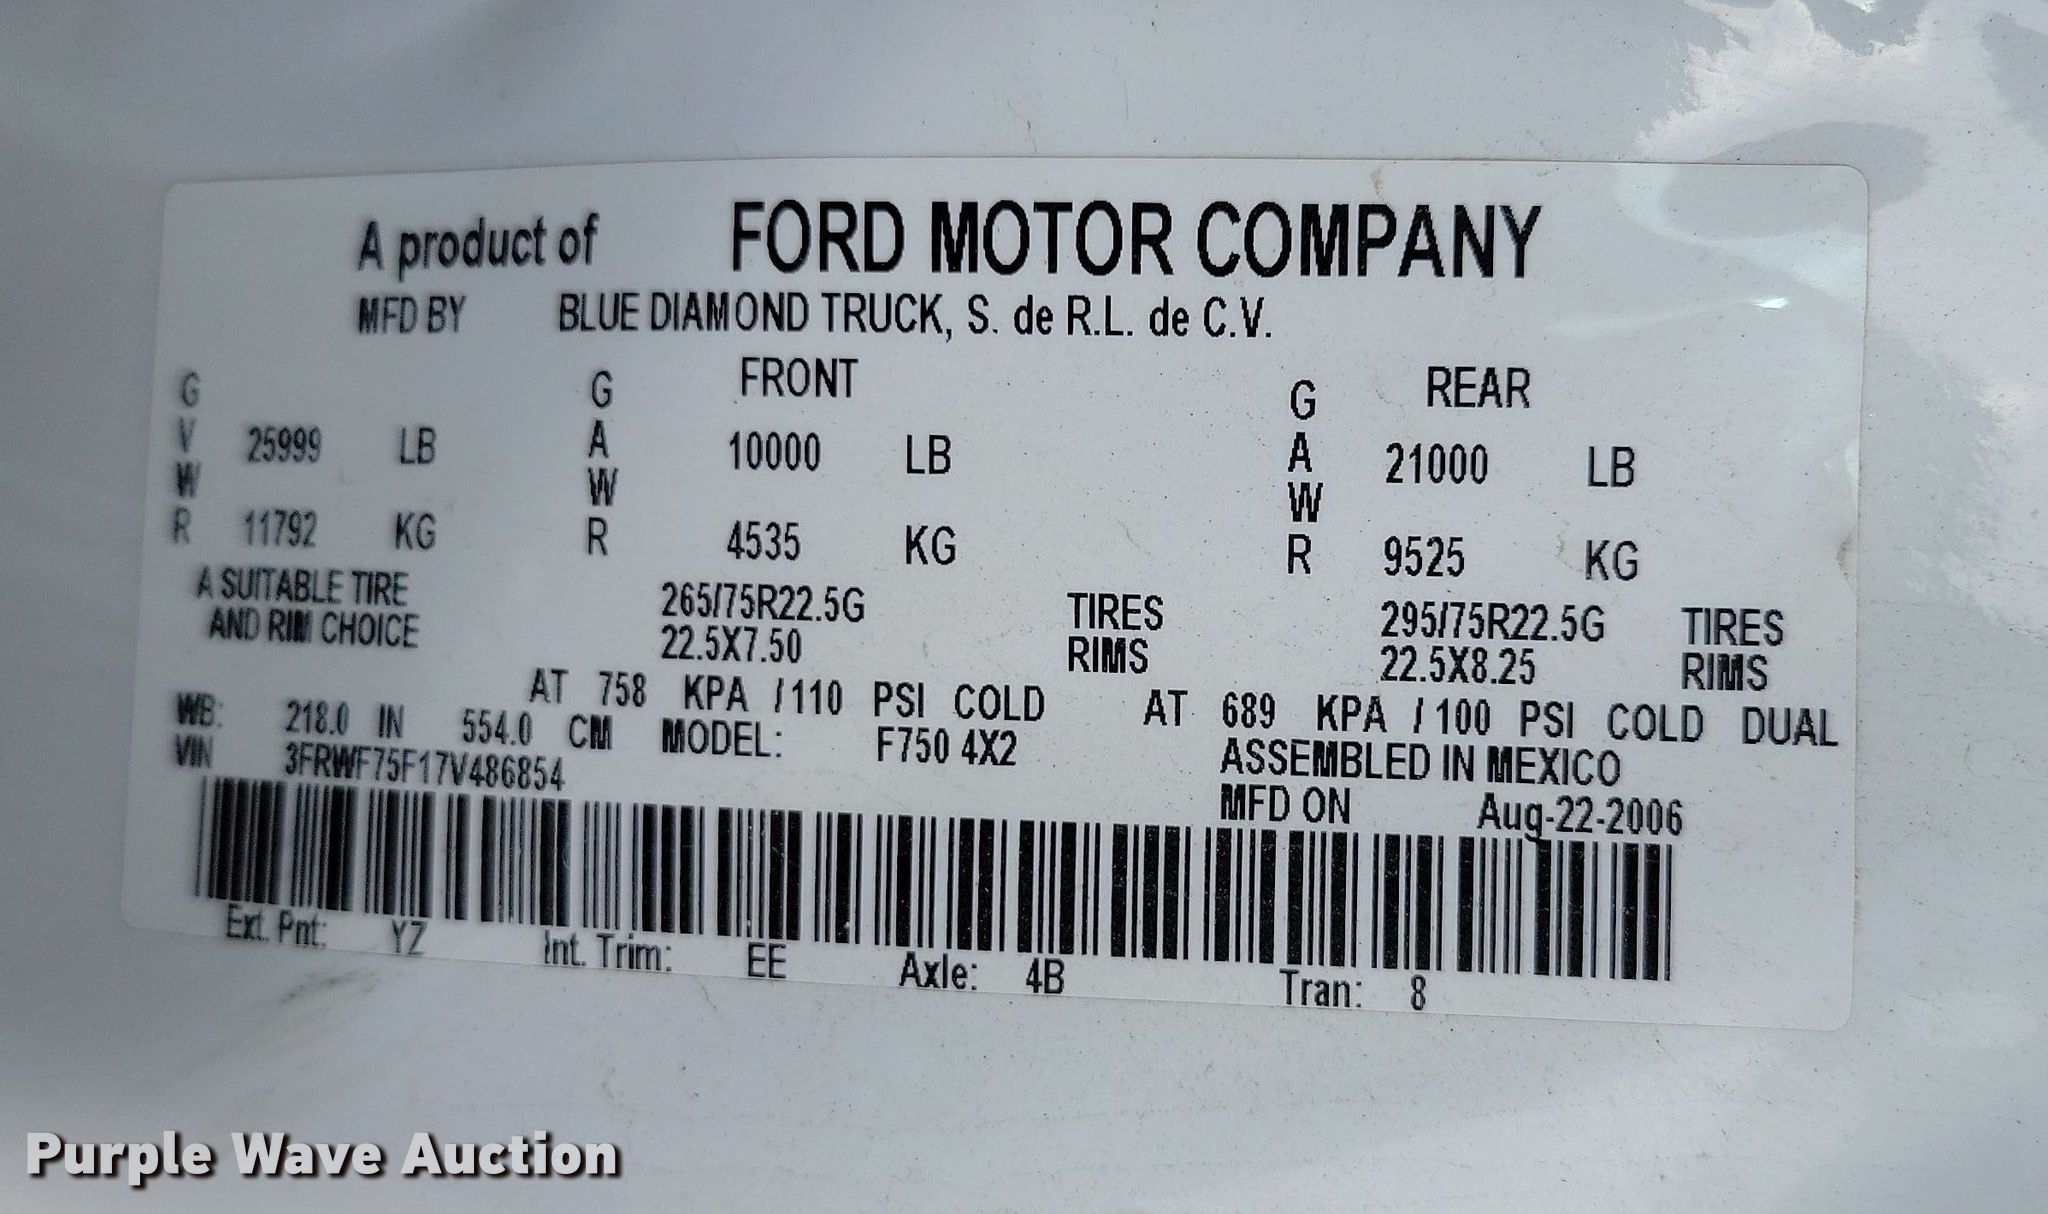 A product of FORD MOTOR COMPANY
MFD BY BLUE DIAMOND TRUCK, S. de R.L. de C.V.
GVWR 25999 LB 11792 KG
GAWR FRONT 10000 LB 4535 KG
GAWR REAR 21000 LB 9525 KG
A SUITABLE TIRE 265/75R22.5G TIRES 295/75R22.5G TIRES
AND RIM CHOICE 22.5X7.50 RIMS 22.5X8.25 RIMS
AT 758 KPA /110 PSI COLD AT 689 KPA /100 PSI COLD DUAL
WB: 218.0 IN 554.0 CM MODEL: F750 4X2 ASSEMBLED IN MEXICO
VIN 3FRWF75F17V486854 MFD ON Aug-22-2006
Ext. Pnt: YZ Int. Trim: EE Axle: 4B Tran: 8
Purple Wave Auction